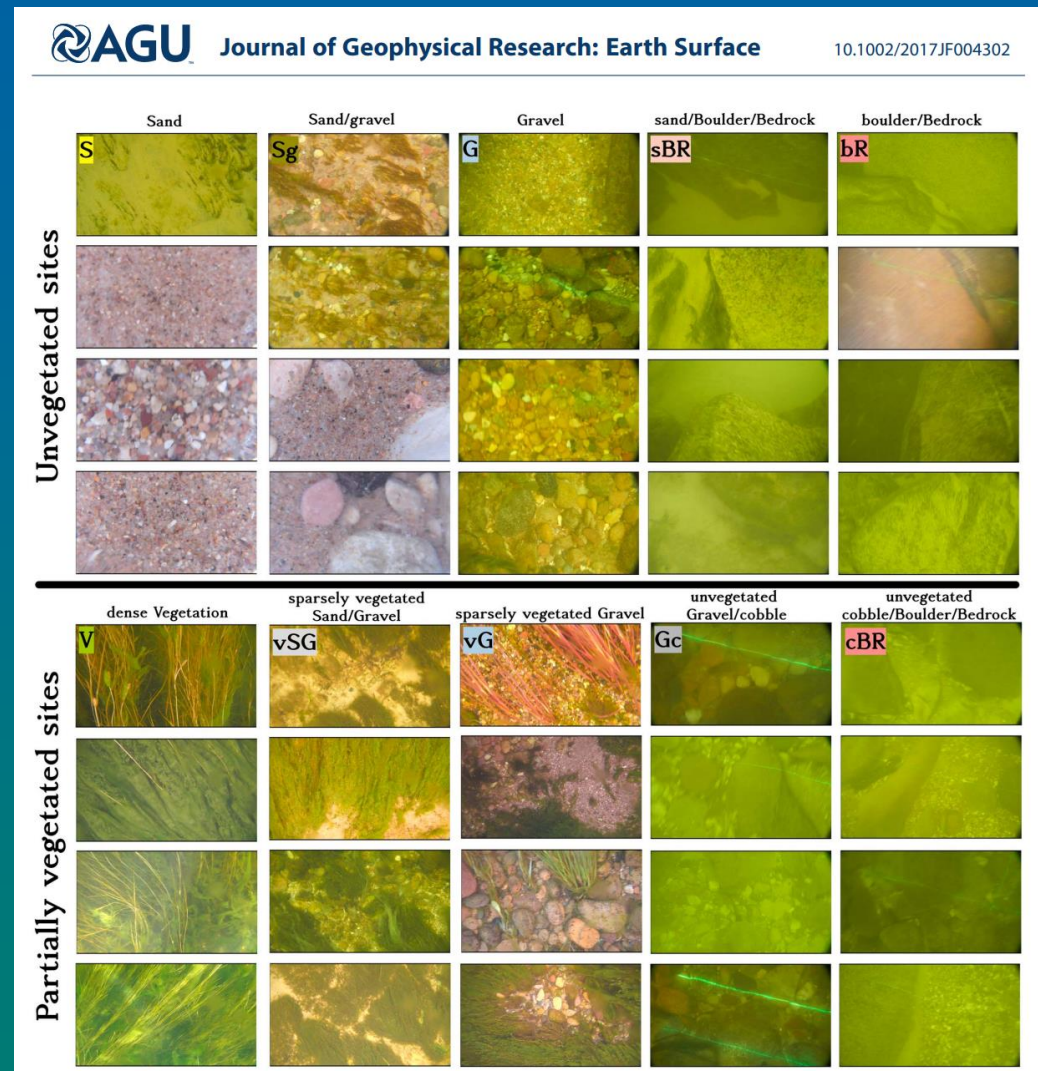 AGU Journal of Geophysical Research: Earth Surface 10.1002/2017JF004302
Sand Sand/gravel Gravel sand/Boulder/Bedrock boulder/Bedrock
S Sg G sBR bR
Unvegetated sites
dense Vegetation sparsely vegetated Sand/Gravel sparsely vegetated Gravel unvegetated Gravel/cobble unvegetated cobble/Boulder/Bedrock
V vSG vG Gc cBR
Partially vegetated sites